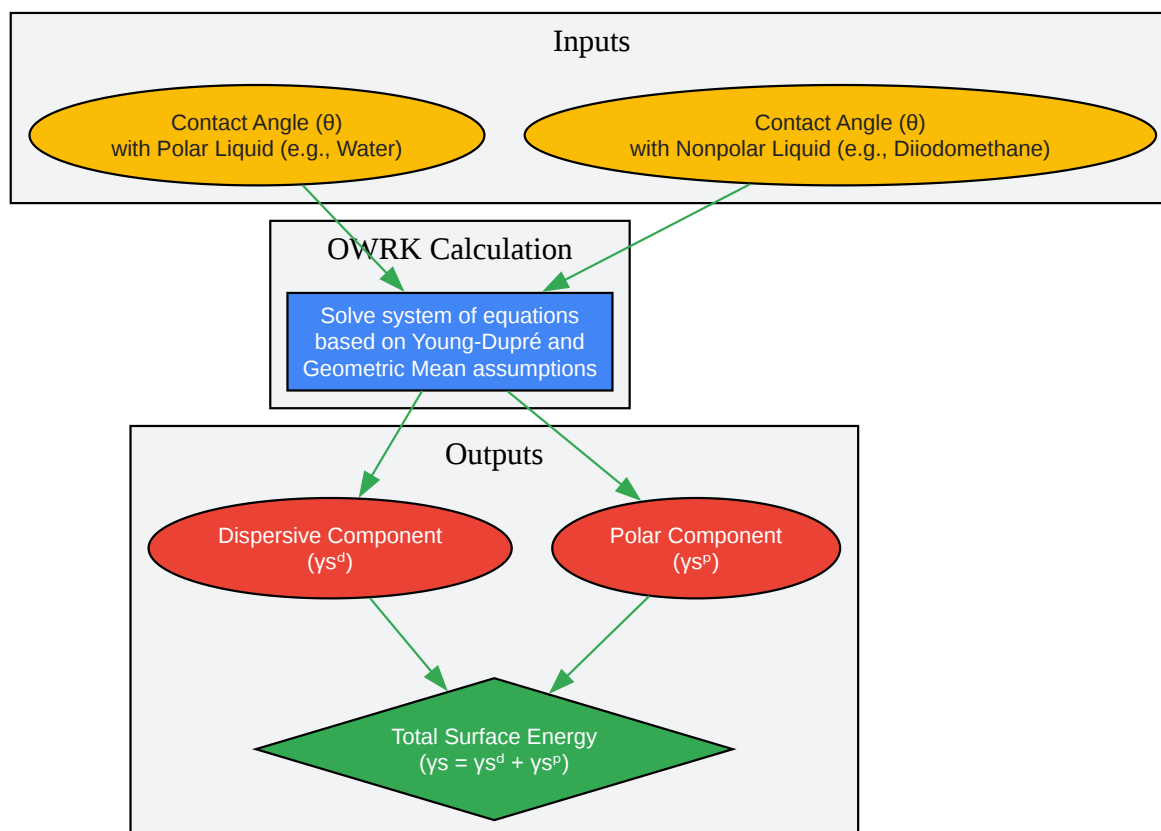 Inputs
Contact Angle (θ)
with Polar Liquid (e.g., Water)
Contact Angle (θ)
with Nonpolar Liquid (e.g., Diiodomethane)
OWRK Calculation
Solve system of equations
based on Young-Dupré and
Geometric Mean assumptions
Outputs
Dispersive Component
(γsᵈ)
Polar Component
(γsᵖ)
Total Surface Energy
(γs = γsᵈ + γsᵖ)